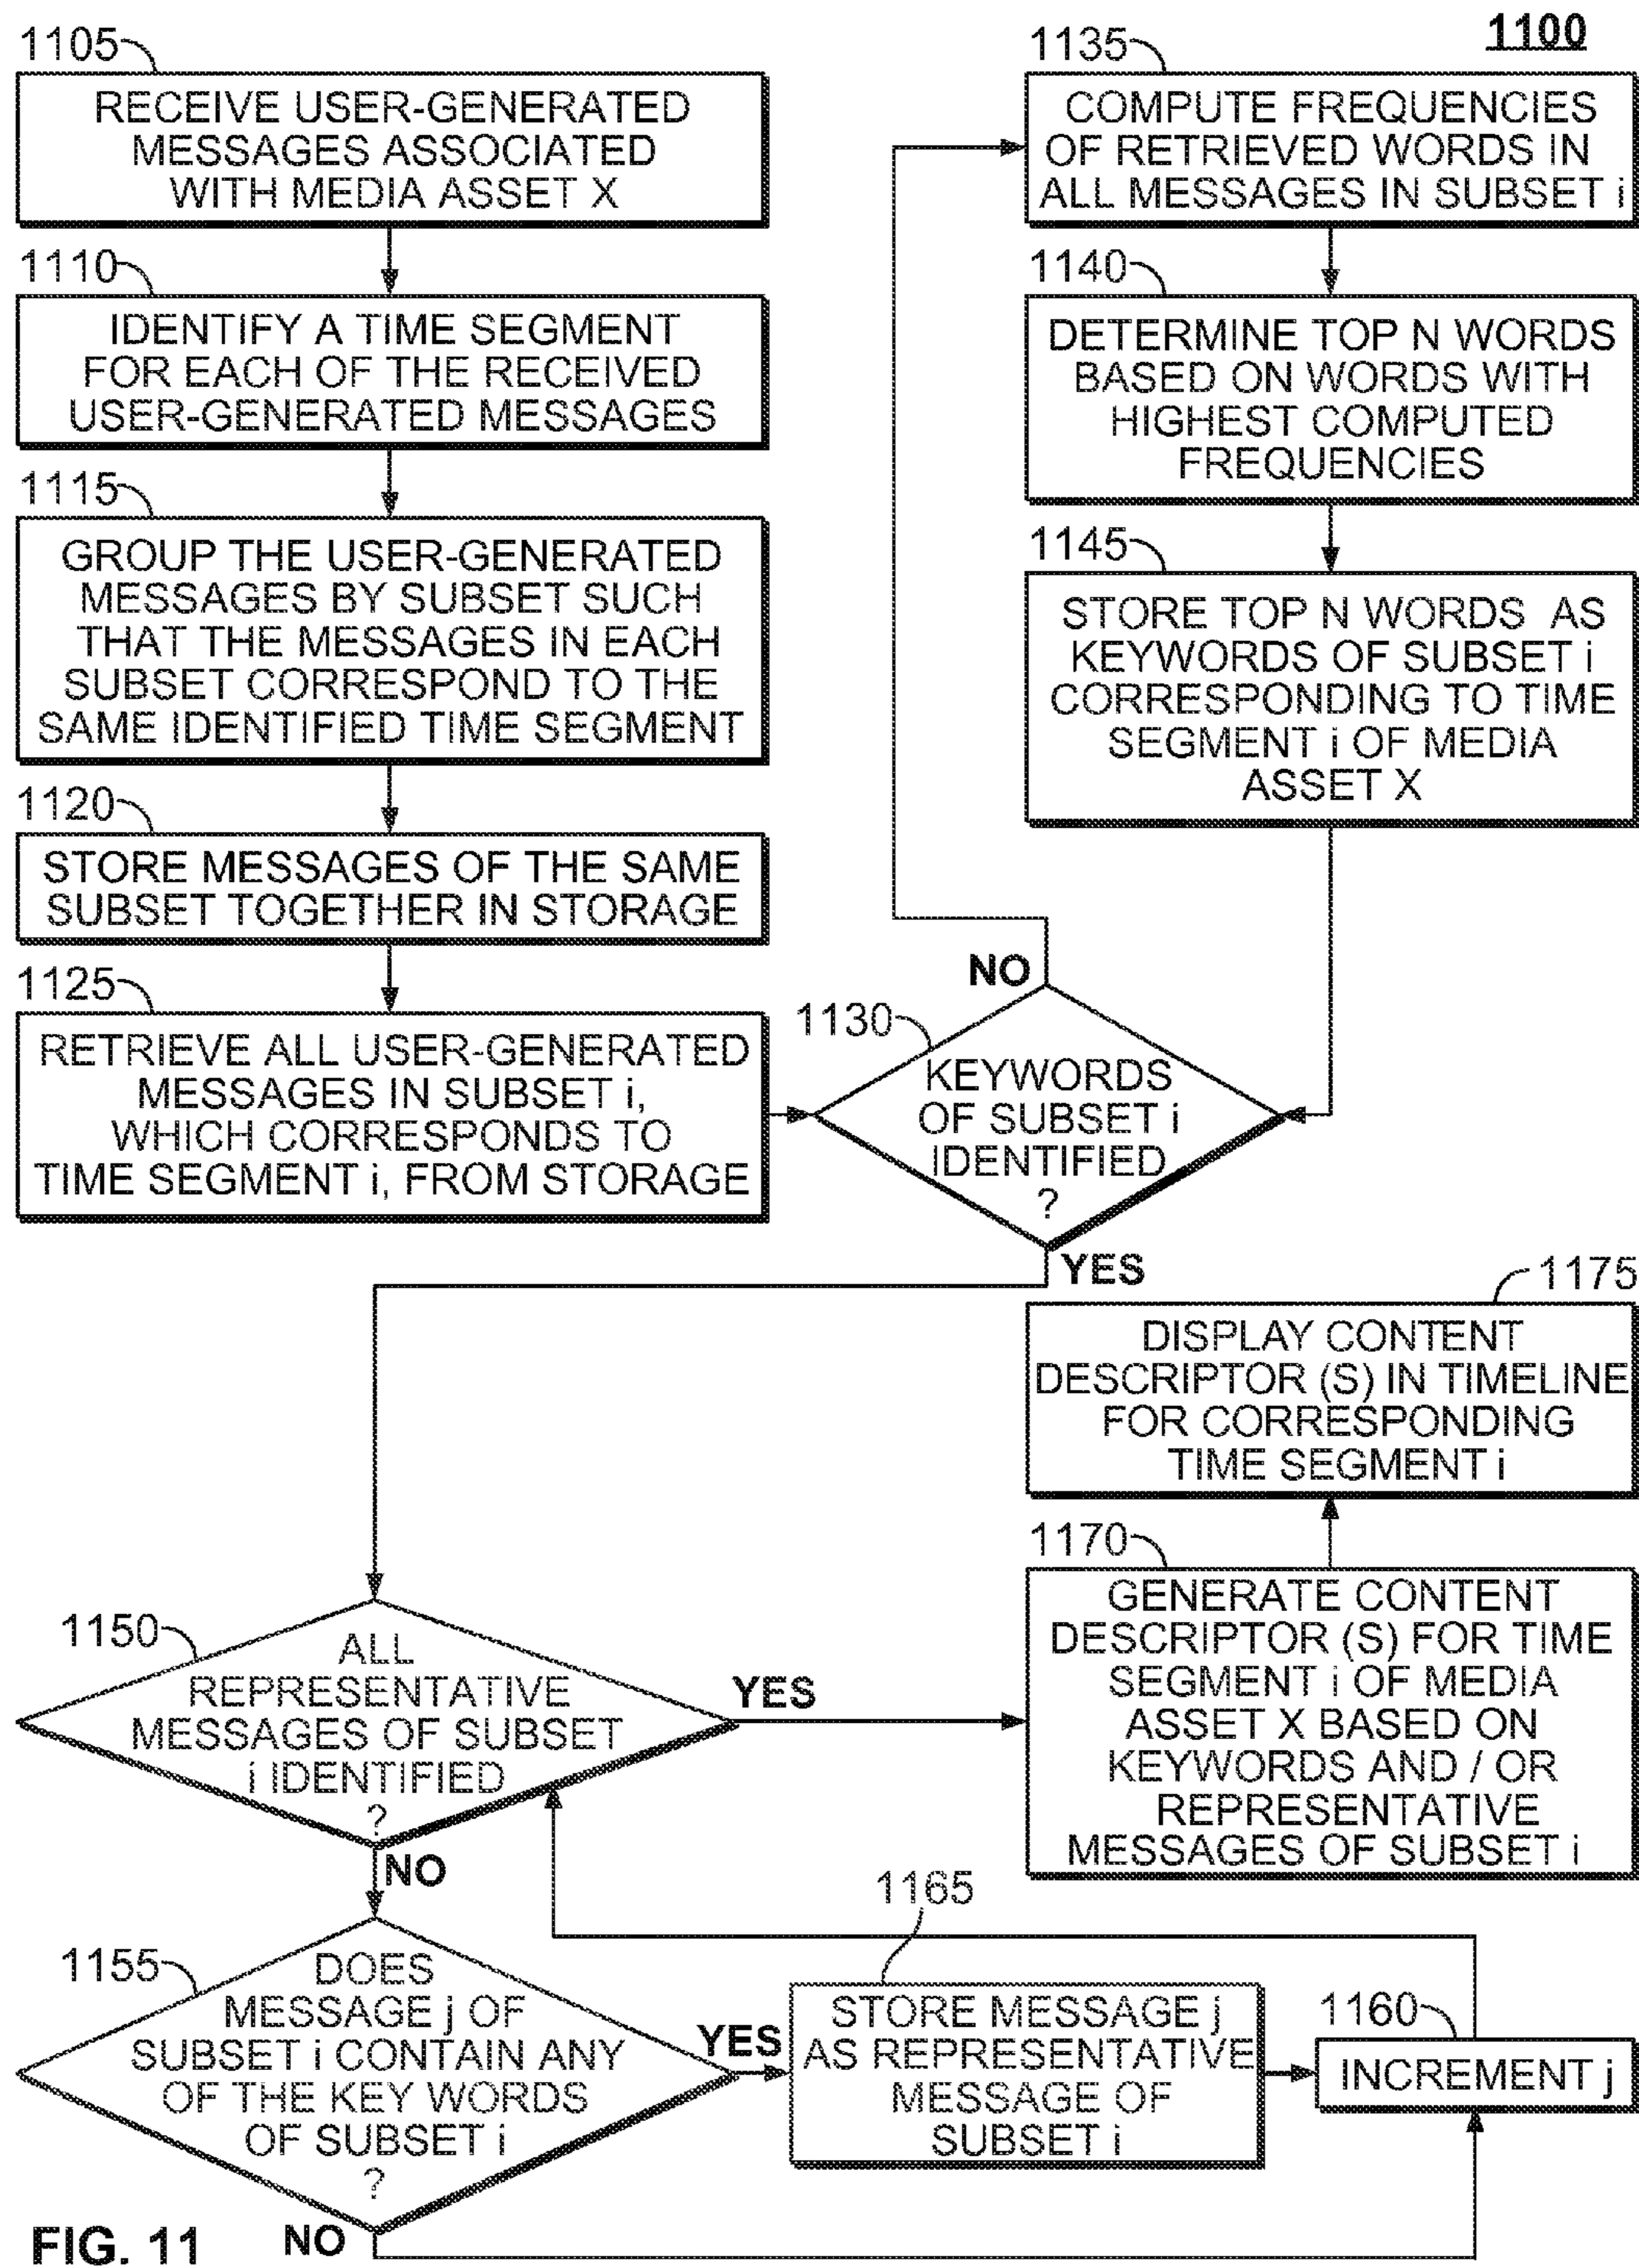 1100
1105
RECEIVE USER-GENERATED
MESSAGES ASSOCIATED
WITH MEDIA ASSET X
1110
IDENTIFY A TIME SEGMENT
FOR EACH OF THE RECEIVED
USER-GENERATED MESSAGES
1115
GROUP THE USER-GENERATED
MESSAGES BY SUBSET SUCH
THAT THE MESSAGES IN EACH
SUBSET CORRESPOND TO THE
SAME IDENTIFIED TIME SEGMENT
1120
STORE MESSAGES OF THE SAME
SUBSET TOGETHER IN STORAGE
1125
RETRIEVE ALL USER-GENERATED
MESSAGES IN SUBSET i,
WHICH CORRESPONDS TO
TIME SEGMENT i, FROM STORAGE
1130
KEYWORDS
OF SUBSET i
IDENTIFIED
?
NO
YES
1135
COMPUTE FREQUENCIES
OF RETRIEVED WORDS IN
ALL MESSAGES IN SUBSET i
1140
DETERMINE TOP N WORDS
BASED ON WORDS WITH
HIGHEST COMPUTED
FREQUENCIES
1145
STORE TOP N WORDS AS
KEYWORDS OF SUBSET i
CORRESPONDING TO TIME
SEGMENT i OF MEDIA
ASSET X
1150
ALL
REPRESENTATIVE
MESSAGES OF SUBSET
i IDENTIFIED
?
YES
NO
1155
DOES
MESSAGE j OF
SUBSET i CONTAIN ANY
OF THE KEY WORDS
OF SUBSET i
?
YES
NO
1165
STORE MESSAGE j
AS REPRESENTATIVE
MESSAGE OF
SUBSET i
1160
INCREMENT j
1170
GENERATE CONTENT
DESCRIPTOR (S) FOR TIME
SEGMENT i OF MEDIA
ASSET X BASED ON
KEYWORDS AND / OR
REPRESENTATIVE
MESSAGES OF SUBSET i
1175
DISPLAY CONTENT
DESCRIPTOR (S) IN TIMELINE
FOR CORRESPONDING
TIME SEGMENT i
FIG. 11